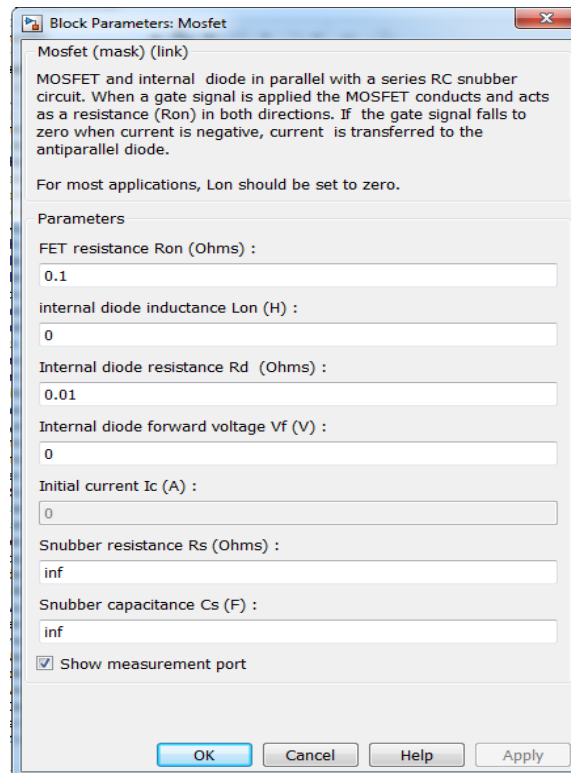 Block Parameters: Mosfet
Mosfet (mask) (link)
MOSFET and internal diode in parallel with a series RC snubber
circuit. When a gate signal is applied the MOSFET conducts and acts
as a resistance (Ron) in both directions. If the gate signal falls to
zero when current is negative, current is transferred to the
antiparallel diode.
For most applications, Lon should be set to zero.
Parameters
FET resistance Ron (Ohms) :
0.1
internal diode inductance Lon (H) :
0
Internal diode resistance Rd (Ohms) :
0.01
Internal diode forward voltage Vf (V) :
0
Initial current Ic (A) :
0
Snubber resistance Rs (Ohms) :
inf
Snubber capacitance Cs (F) :
inf
Show measurement port
OK Cancel Help Apply